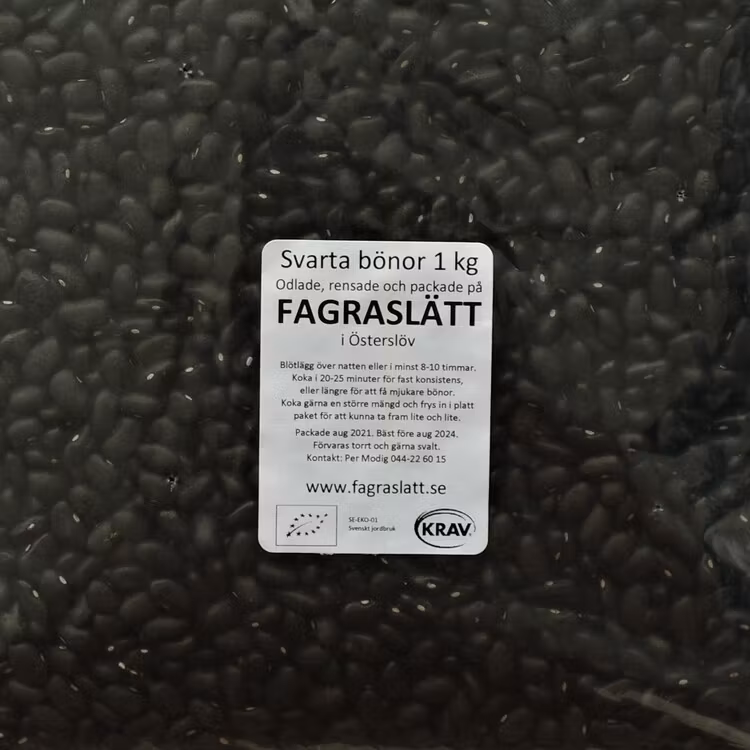 Svarta bönor 1 kg
Odlade, rensade och packade på
FAGRASLÄTT
i Österslöv
Blötlägg över natten eller i minst 8-10 timmar.
Koka i 20-25 minuter för fast konsistens,
eller längre för att få mjukare bönor.
Koka gärna en större mängd och frys in i platt
paket för att kunna ta fram lite och lite.
Packade aug 2021. Bäst före aug 2024.
Förvaras torrt och gärna svalt.
Kontakt: Per Modig 044-22 60 15
www.fagraslatt.se
SE-EKO-01
Svenskt jordbruk
KRAV